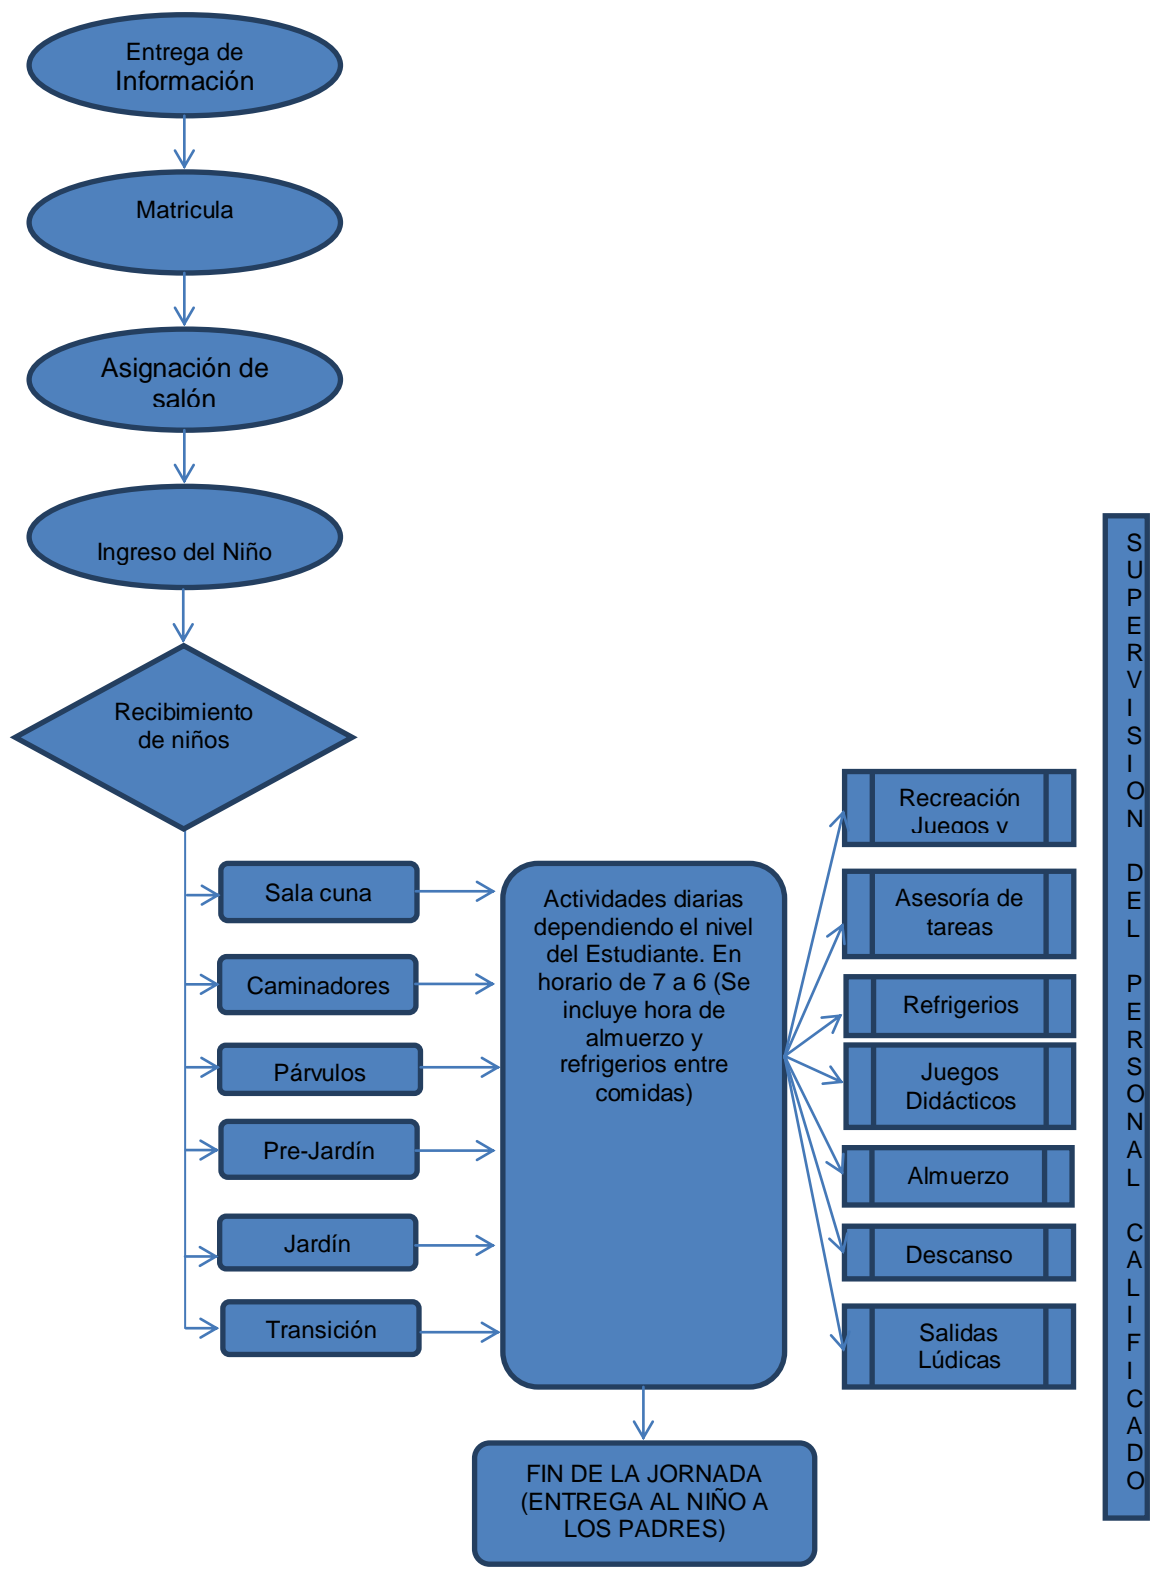 Entrega de
Información
Matricula
Asignación de
salón
Ingreso del Niño
Recibimiento
de niños
Sala cuna
Caminadores
Párvulos
Pre-Jardín
Jardín
Transición
Actividades diarias
dependiendo el nivel
del Estudiante. En
horario de 7 a 6 (Se
incluye hora de
almuerzo y
refrigerios entre
comidas)
Recreación
Juegos y
Asesoría de
tareas
Refrigerios
Juegos
Didácticos
Almuerzo
Descanso
Salidas
Lúdicas
FIN DE LA JORNADA
(ENTREGA AL NIÑO A
LOS PADRES)
SUPERVISION DEL PERSONAL CALIFICADO